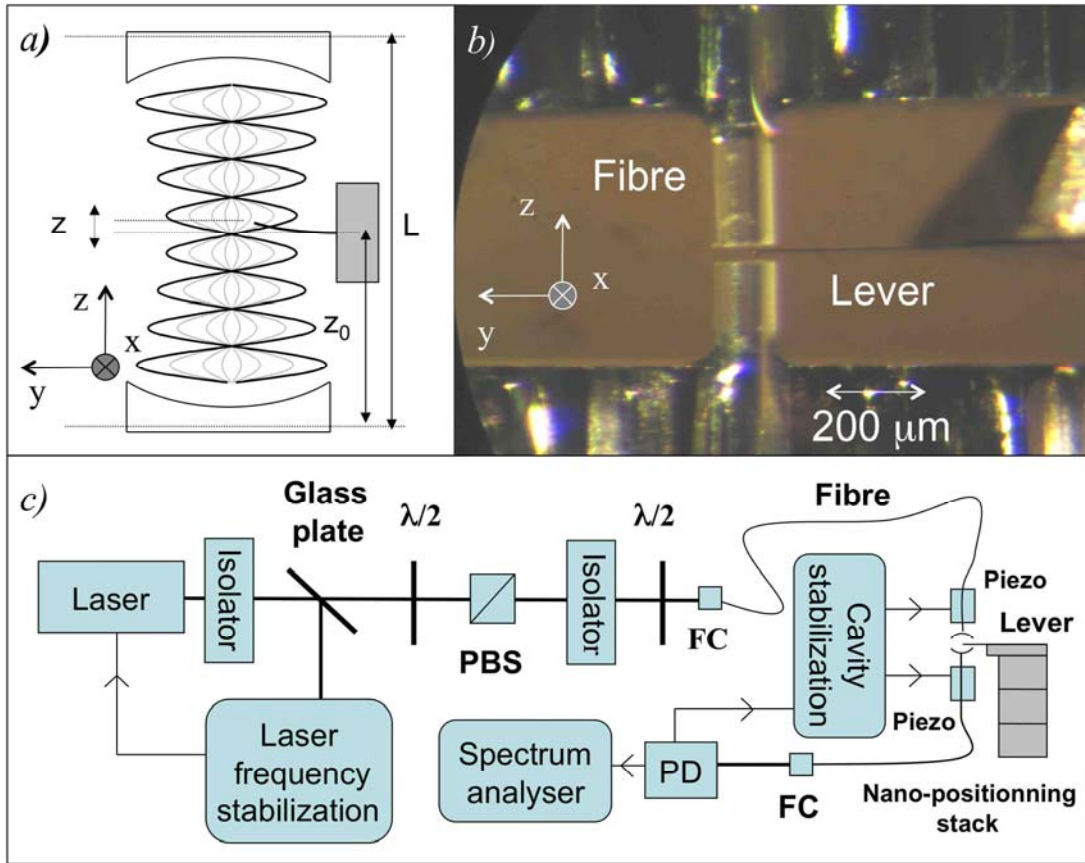 a)
z
L
z
z₀
x
y
b)
Fibre
z
x
y
Lever
200 μm
c)
Glass
plate
λ/2
λ/2
Fibre
Laser
Isolator
PBS
Isolator
FC
Cavity
stabilization
Piezo
Lever
Piezo
Laser
frequency
stabilization
Spectrum
analyser
PD
FC
Nano-positionning
stack